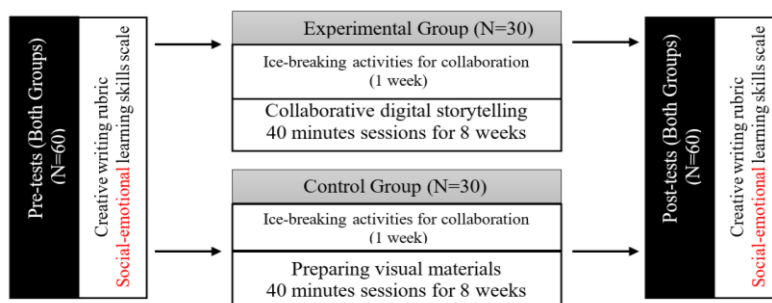 Pre-tests (Both Groups)
(N=60)
Creative writing rubric
Social-emotional learning skills scale
Experimental Group (N=30)
Ice-breaking activities for collaboration
(1 week)
Collaborative digital storytelling
40 minutes sessions for 8 weeks
Control Group (N=30)
Ice-breaking activities for collaboration
(1 week)
Preparing visual materials
40 minutes sessions for 8 weeks
Post-tests (Both Groups)
(N=60)
Creative writing rubric
Social-emotional learning skills scale